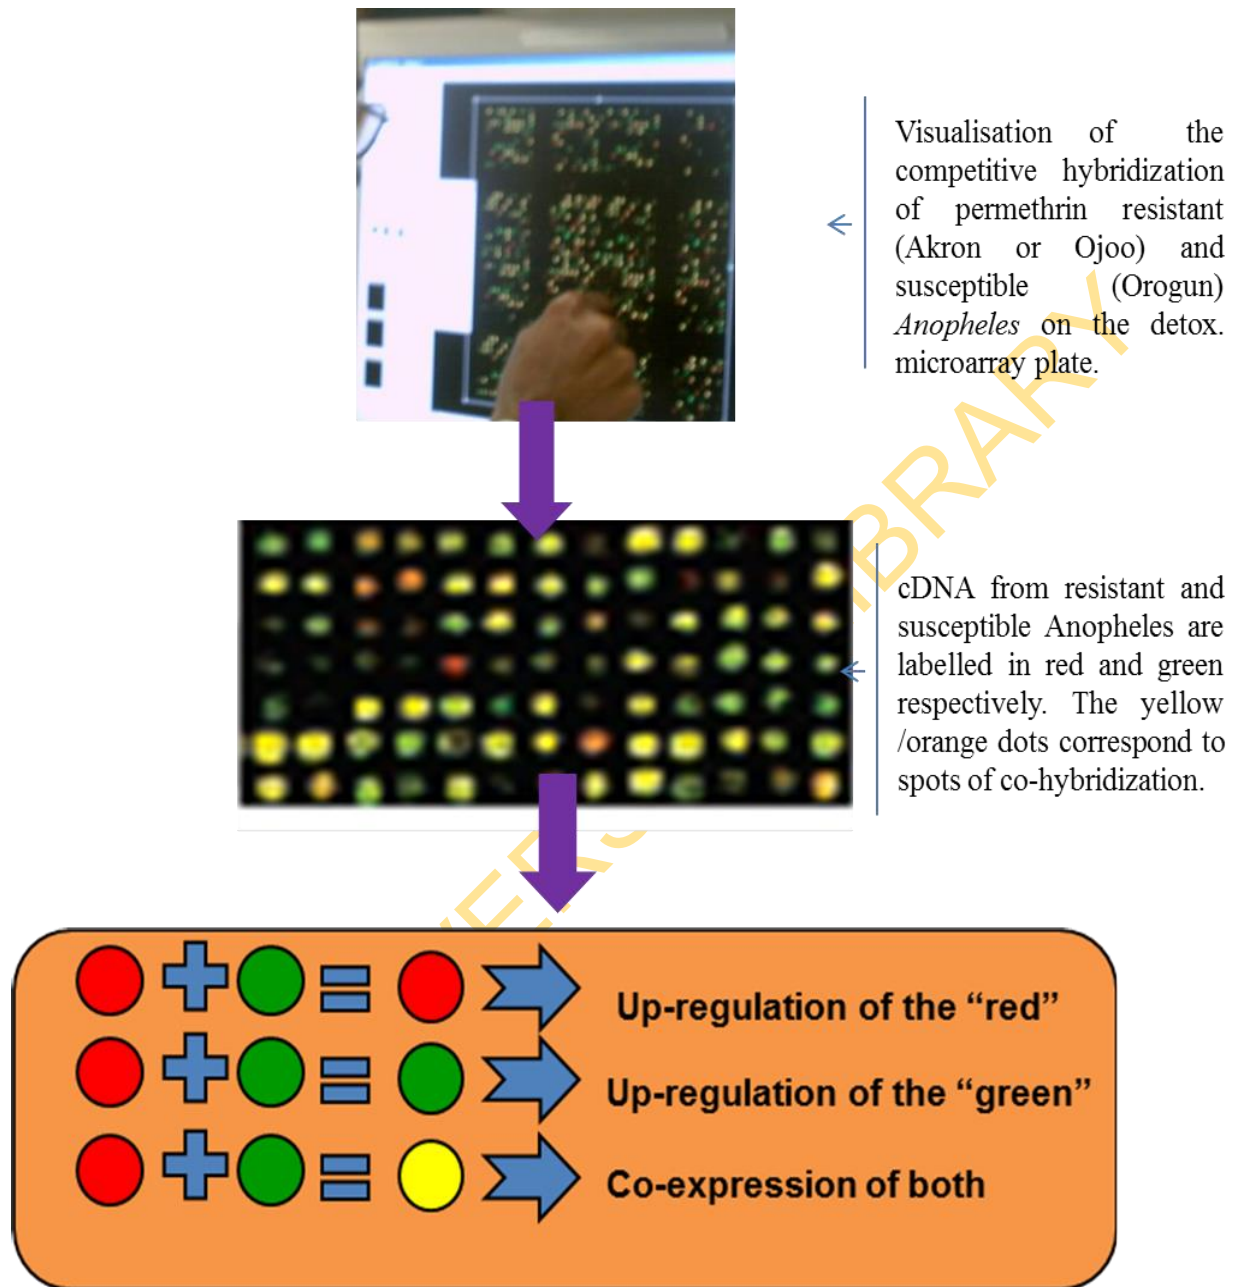 Visualisation of the
competitive hybridization
of permethrin resistant
(Akron or Ojoo) and
susceptible (Orogun)
Anopheles on the detox.
microarray plate.
cDNA from resistant and
susceptible Anopheles are
labelled in red and green
respectively. The yellow
/orange dots correspond to
spots of co-hybridization.
Up-regulation of the “red”
Up-regulation of the “green”
Co-expression of both